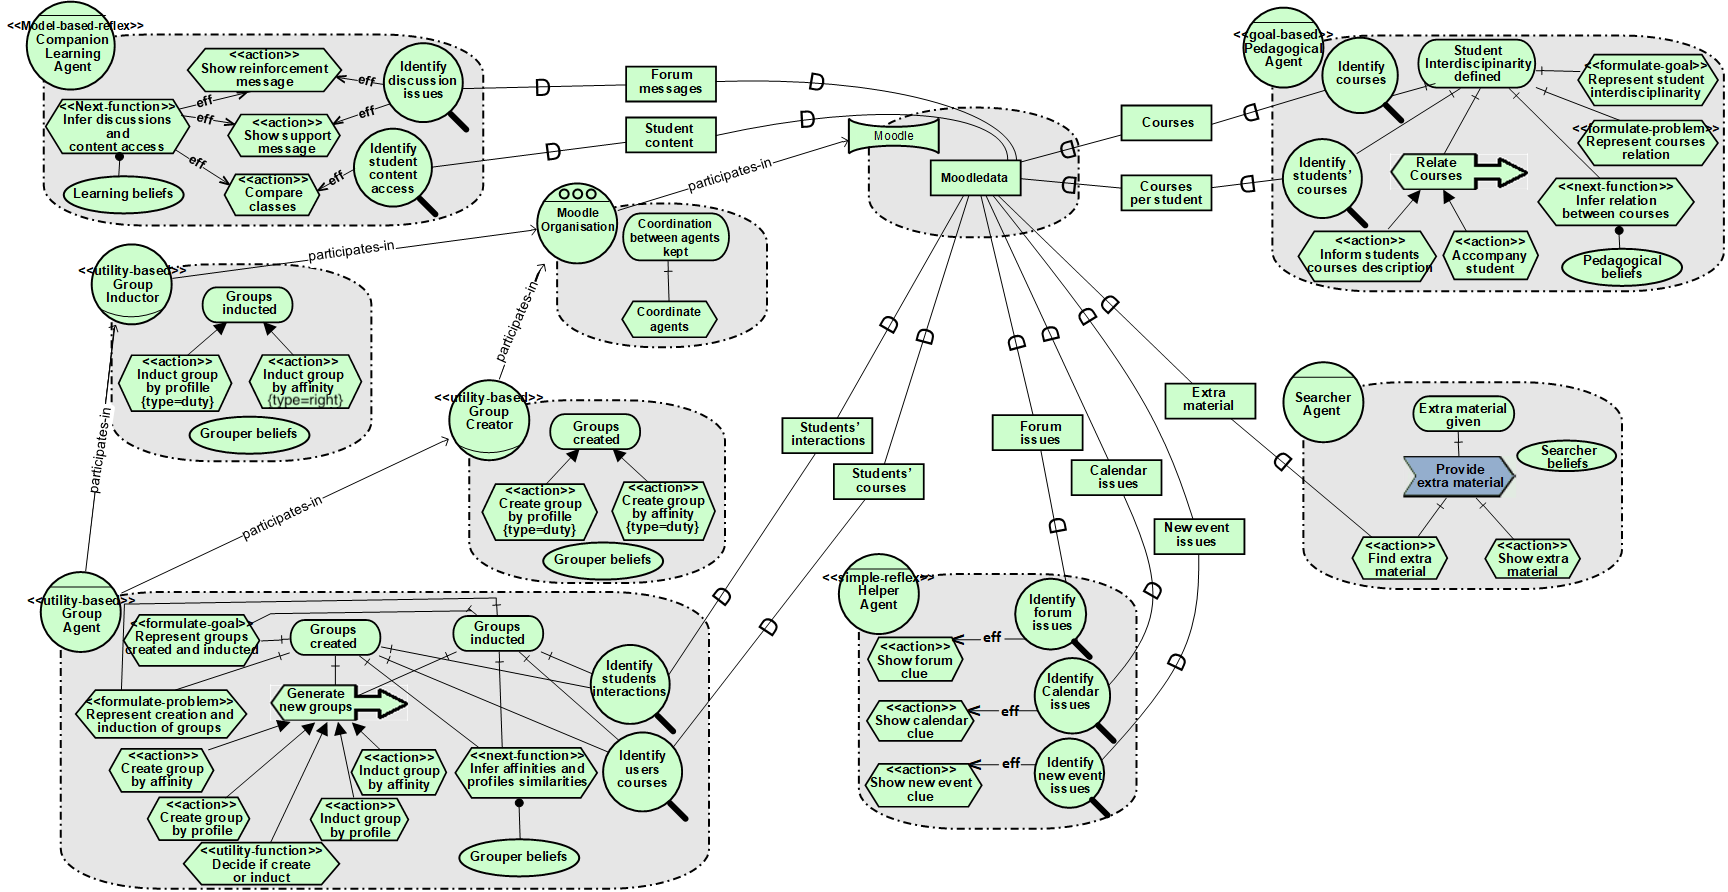 <<Model-based-reflex>>
Companion
Learning
Agent
<<action>>
Show reinforcement
message
eff
Identify
discussion
issues
<<Next-function>>
Infer discussions
and
content access
eff
eff
eff
<<action>>
Show support
message
eff
Identify
student
content
access
eff
Learning beliefs
<<action>>
Compare
classes
D
Forum
messages
D
D
Student
content
D
Moodle
Moodledata
participates-in
Moodle
Organisation
Coordination
between agents
kept
Coordinate
agents
D
Courses
D
D
Courses
per student
D
<<goal-based>>
Pedagogical
Agent
Identify
courses
Student
Interdiscipinarity
defined
<<formulate-goal>>
Represent student
interdisciplinarity
<<formulate-problem>>
Represent courses
relation
Identify
students'
courses
Relate
Courses
<<next-function>>
Infer relation
between courses
<<action>>
Inform students
courses description
<<action>>
Accompany
student
Pedagogical
beliefs
<<utility-based>>
Group
Inductor
participates-in
Groups
inducted
<<action>>
Induct group
by profille
{type=duty}
<<action>>
Induct group
by affinity
{type=right}
Grouper beliefs
participates-in
participates-in
<<utility-based>>
Group
Creator
Groups
created
<<action>>
Create group
by profille
{type=duty}
<<action>>
Create group
by affinity
{type=duty}
Grouper beliefs
participates-in
D
D
D
D
D
D
Students'
interactions
Students'
courses
Forum
issues
Calendar
issues
New event
issues
Extra
material
D
D
D
D
D
D
Searcher
Agent
Extra material
given
Searcher
beliefs
Provide
extra material
<<action>>
Find extra
material
<<action>>
Show extra
material
<<utility-based>>
Group
Agent
<<formulate-goal>>
Represent groups
created and inducted
Groups
created
Groups
inducted
Identify
students
interactions
<<formulate-problem>>
Represent creation and
induction of groups
Generate
new groups
<<action>>
Create group
by affinity
<<action>>
Induct group
by affinity
<<next-function>>
Infer affinities and
profiles similarities
Identify
users
courses
<<action>>
Create group
by profile
<<action>>
Induct group
by profile
<<utility-function>>
Decide if create
or induct
Grouper beliefs
<<simple-reflex>>
Helper
Agent
Identify
forum
issues
eff
<<action>>
Show forum
clue
Identify
Calendar
issues
eff
<<action>>
Show calendar
clue
Identify
new event
issues
eff
<<action>>
Show new event
clue